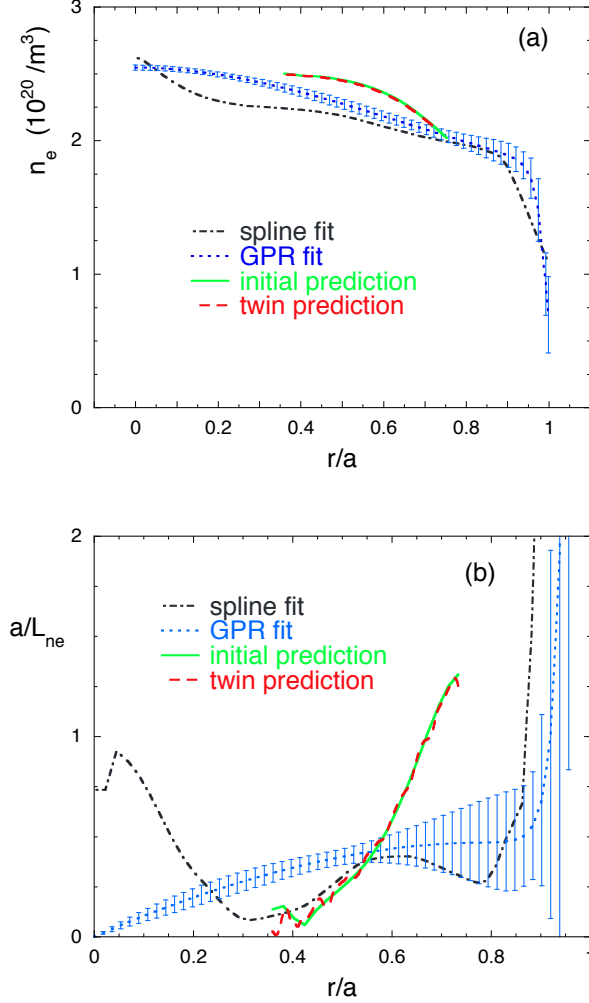 (a)
3
2
1
0
n_e (10^20 /m^3)
spline fit
GPR fit
initial prediction
twin prediction
0 0.2 0.4 0.6 0.8 1
r/a
(b)
2
1
0
a/L_ne
spline fit
GPR fit
initial prediction
twin prediction
0 0.2 0.4 0.6 0.8 1
r/a